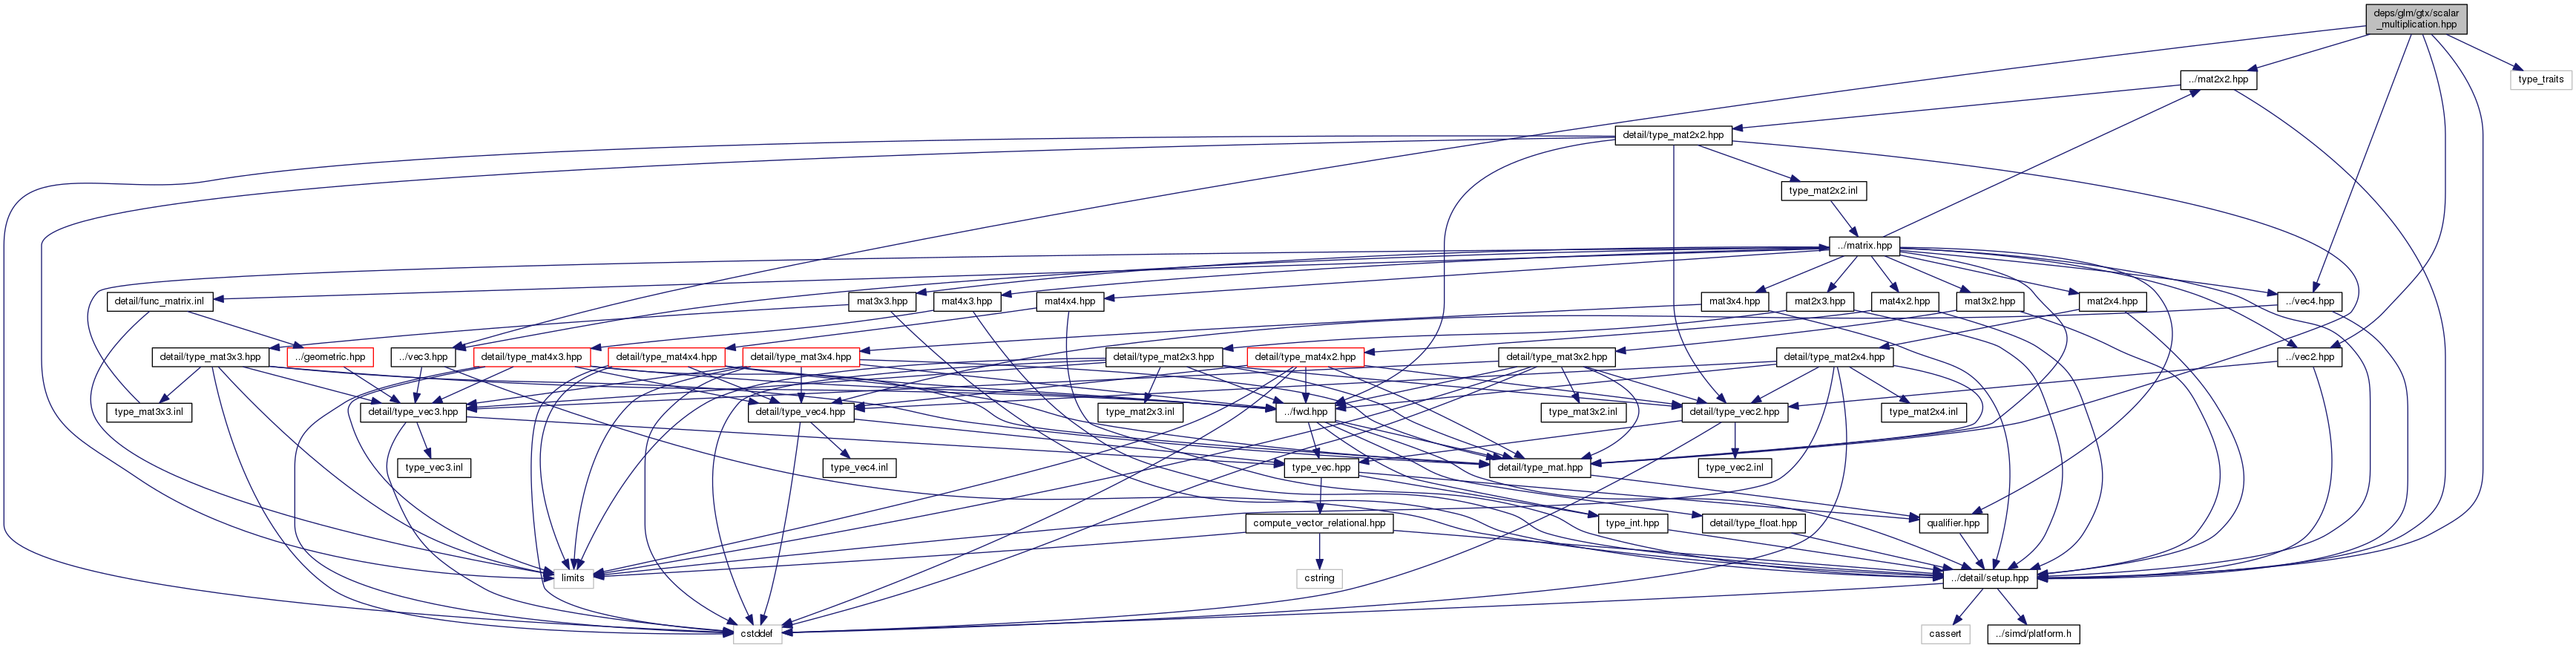 deps/glm/gtx/scalar
_multiplication.hpp
../mat2x2.hpp
type_traits
detail/type_mat2x2.hpp
type_mat2x2.inl
../matrix.hpp
detail/func_matrix.inl
mat3x3.hpp
mat4x3.hpp
mat4x4.hpp
mat3x4.hpp
mat2x3.hpp
mat4x2.hpp
mat3x2.hpp
mat2x4.hpp
../vec4.hpp
detail/type_mat3x3.hpp
../geometric.hpp
../vec3.hpp
detail/type_mat4x3.hpp
detail/type_mat4x4.hpp
detail/type_mat3x4.hpp
detail/type_mat2x3.hpp
detail/type_mat4x2.hpp
detail/type_mat3x2.hpp
detail/type_mat2x4.hpp
../vec2.hpp
type_mat3x3.inl
detail/type_vec3.hpp
detail/type_vec4.hpp
type_mat2x3.inl
../fwd.hpp
type_mat3x2.inl
detail/type_vec2.hpp
type_mat2x4.inl
type_vec3.inl
type_vec4.inl
type_vec.hpp
detail/type_mat.hpp
type_vec2.inl
compute_vector_relational.hpp
type_int.hpp
detail/type_float.hpp
qualifier.hpp
limits
cstring
../detail/setup.hpp
cstddef
cassert
../simd/platform.h